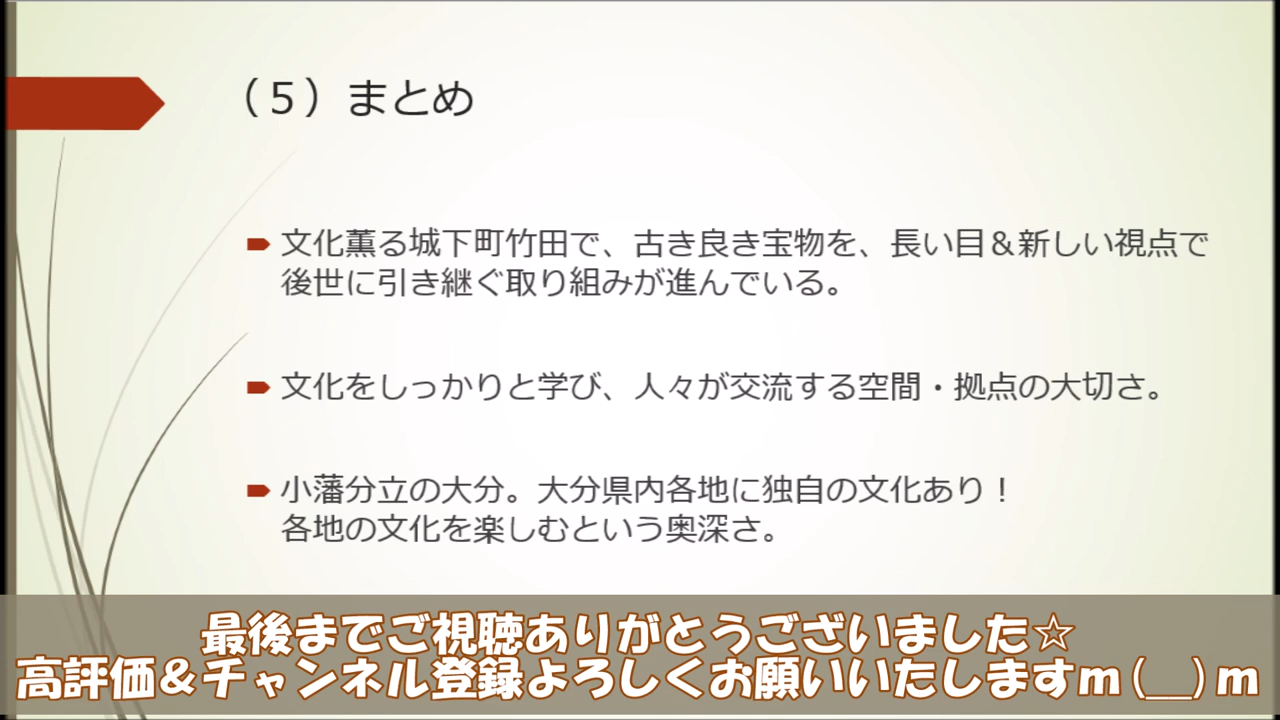 （５）まとめ
文化薫る城下町竹田で、古き良き宝物を、長い目＆新しい視点で
後世に引き継ぐ取り組みが進んでいる。
文化をしっかりと学び、人々が交流する空間・拠点の大切さ。
小藩分立の大分。大分県内各地に独自の文化あり！
各地の文化を楽しむという奥深さ。
最後までご視聴ありがとうございました☆
高評価＆チャンネル登録よろしくお願いいたしますｍ(__)ｍ